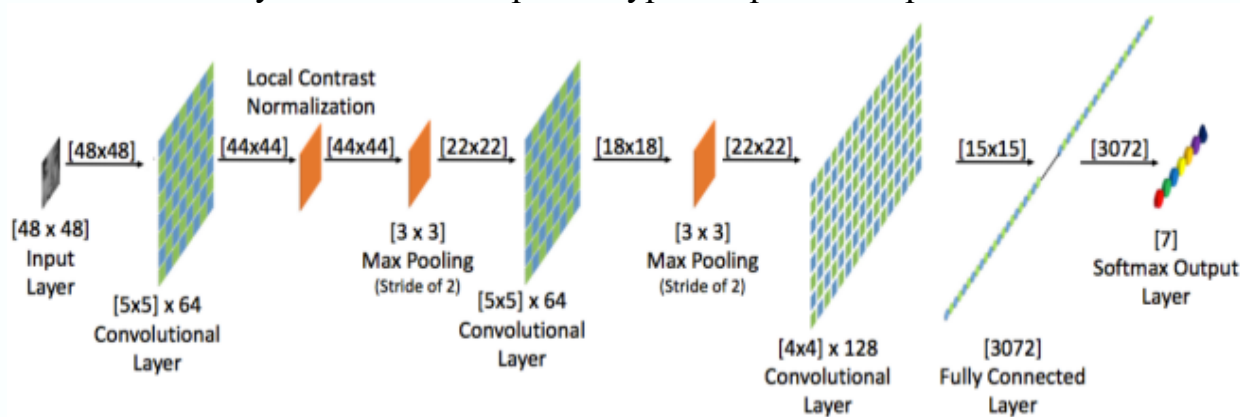 Local Contrast
Normalization
[48x48]
[44x44]
[44x44]
[22x22]
[18x18]
[22x22]
[15x15]
[3072]
[48 x 48]
Input
Layer
[5x5] x 64
Convolutional
Layer
[3 x 3]
Max Pooling
(Stride of 2)
[5x5] x 64
Convolutional
Layer
[3 x 3]
Max Pooling
(Stride of 2)
[4x4] x 128
Convolutional
Layer
[3072]
Fully Connected
Layer
[7]
Softmax Output
Layer